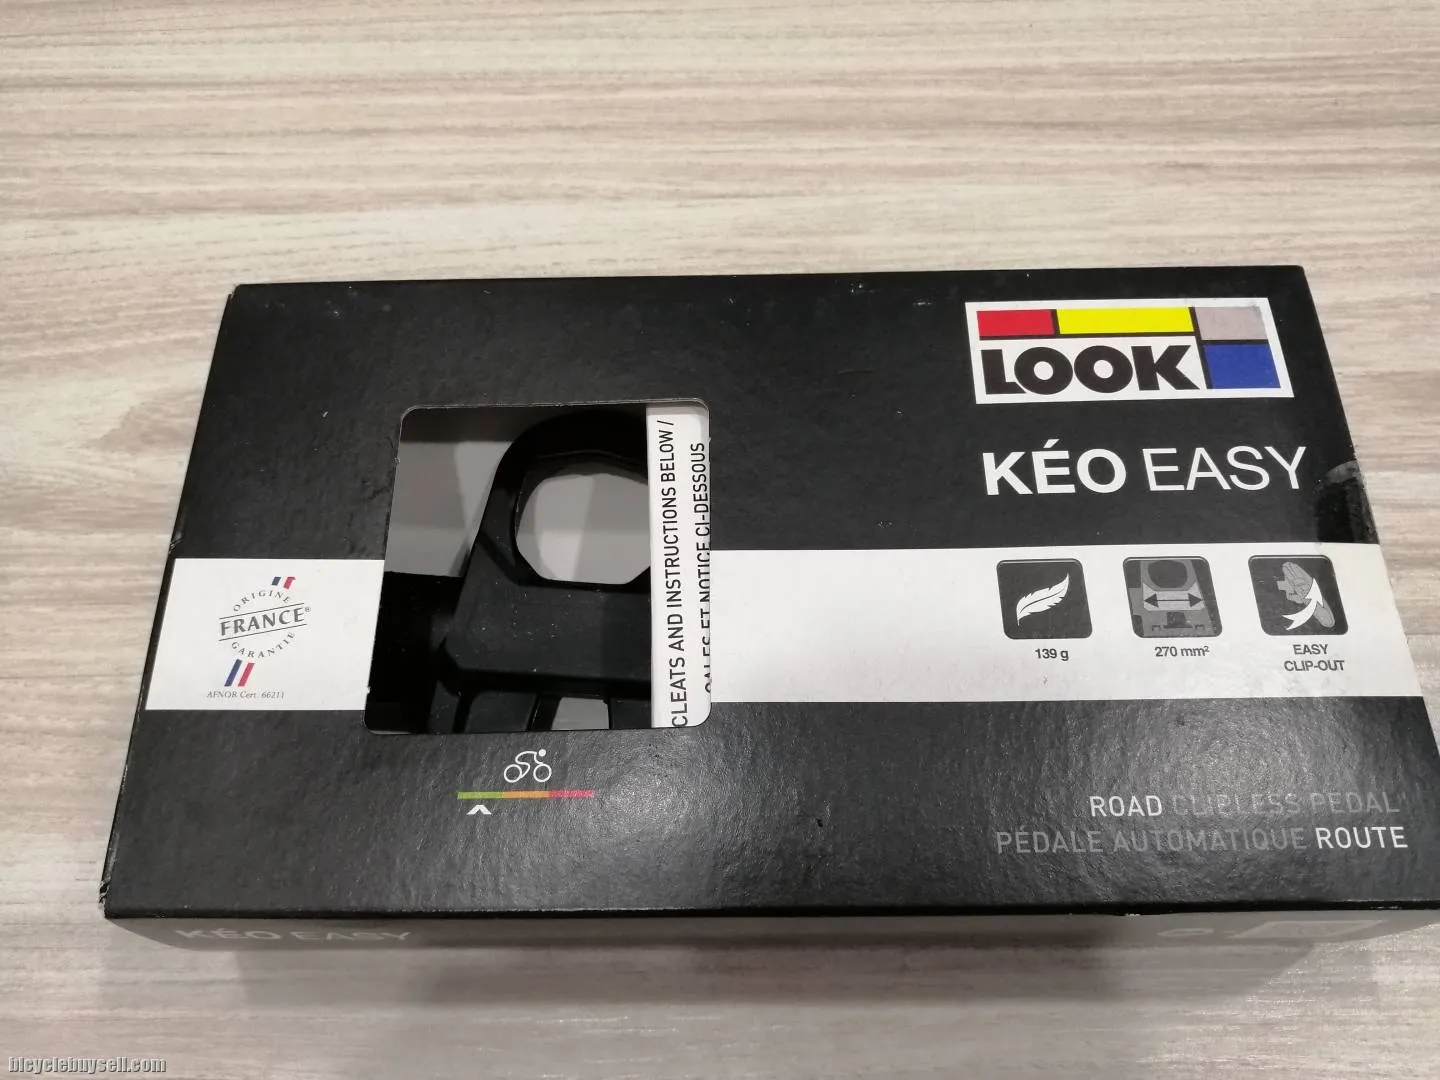 LOOK
KÉO EASY
CLEATS AND INSTRUCTIONS BELOW /
CALES ET NOTICE CI-DESSOUS
ORIGINE
FRANCE®
GARANTIE
AFNOR Cert. 66211
139 g
270 mm²
EASY
CLIP-OUT
ROAD CLIPLESS PEDAL
PÉDALE AUTOMATIQUE ROUTE
KÉO EASY
bicyclebuysell.com